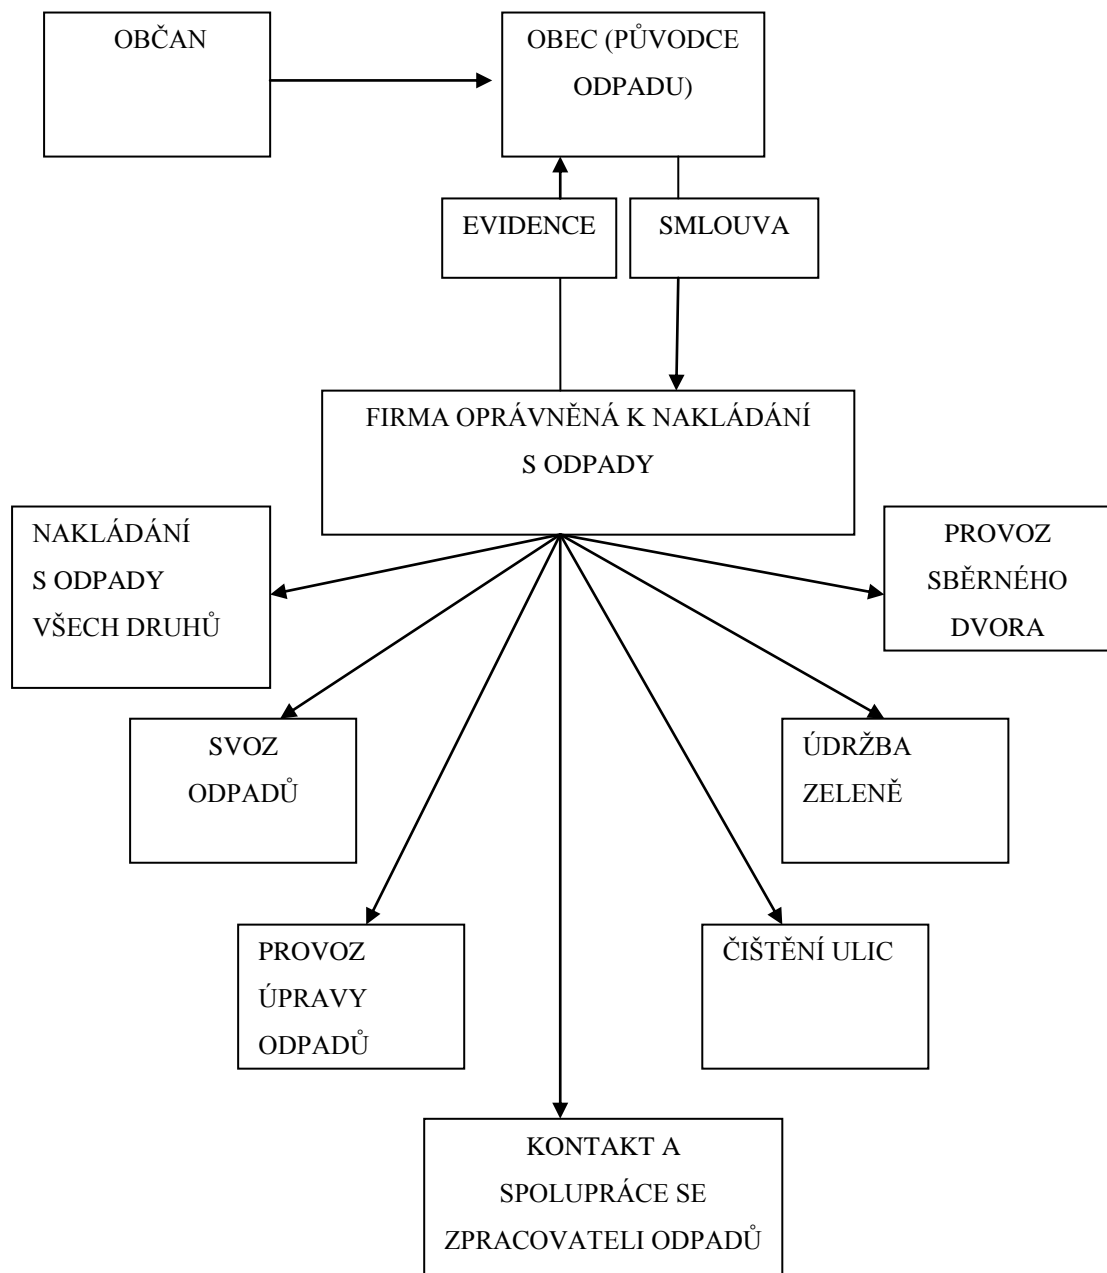 OBČAN
OBEC (PŮVODCE
ODPADU)
EVIDENCE
SMLOUVA
FIRMA OPRÁVNĚNÁ K NAKLÁDÁNÍ
S ODPADY
NAKLÁDÁNÍ
S ODPADY
VŠECH DRUHŮ
PROVOZ
SBĚRNÉHO
DVORA
SVOZ
ODPADŮ
ÚDRŽBA
ZELENĚ
PROVOZ
ÚPRAVY
ODPADŮ
ČIŠTĚNÍ ULIC
KONTAKT A
SPOLUPRÁCE SE
ZPRACOVATELI ODPADŮ